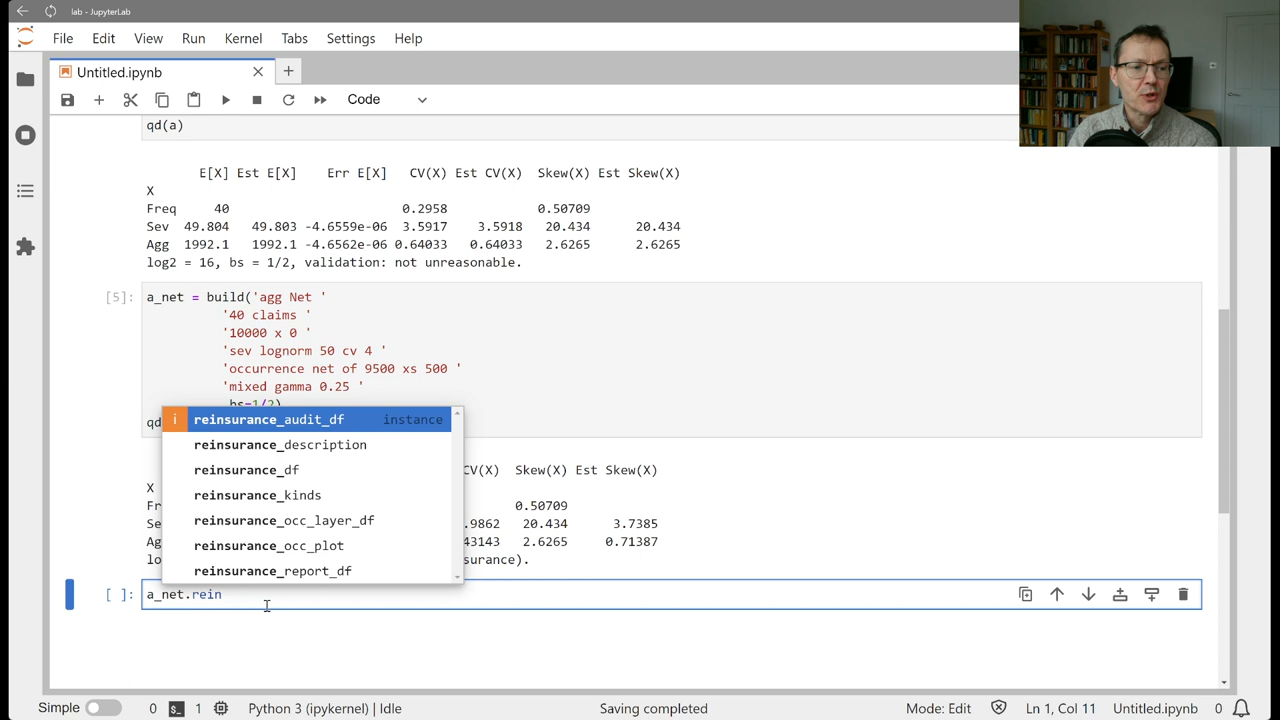 lab - JupyterLab
File Edit View Run Kernel Tabs Settings Help
Untitled.ipynb
Code
qd(a)
E[X] Est E[X] Err E[X] CV(X) Est CV(X) Skew(X) Est Skew(X)
X
Freq 40 0.2958 0.50709
Sev 49.804 49.803 -4.6559e-06 3.5917 3.5918 20.434 20.434
Agg 1992.1 1992.1 -4.6562e-06 0.64033 0.64033 2.6265 2.6265
log2 = 16, bs = 1/2, validation: not unreasonable.
[5]: a_net = build('agg Net '
'40 claims '
'10000 x 0 '
'sev lognorm 50 cv 4 '
'occurrence net of 9500 xs 500 '
'mixed gamma 0.25 '
bs=1/2)
qd
reinsurance_audit_df instance
reinsurance_description
reinsurance_df
reinsurance_kinds
reinsurance_occ_layer_df
reinsurance_occ_plot
reinsurance_report_df
CV(X) Skew(X) Est Skew(X)
X
Fr 0.50709
Se .9862 20.434 3.7385
Ag 43143 2.6265 0.71387
lo surance).
[ ]: a_net.rein
Simple 0 1 Python 3 (ipykernel) | Idle Saving completed Mode: Edit Ln 1, Col 11 Untitled.ipynb 0